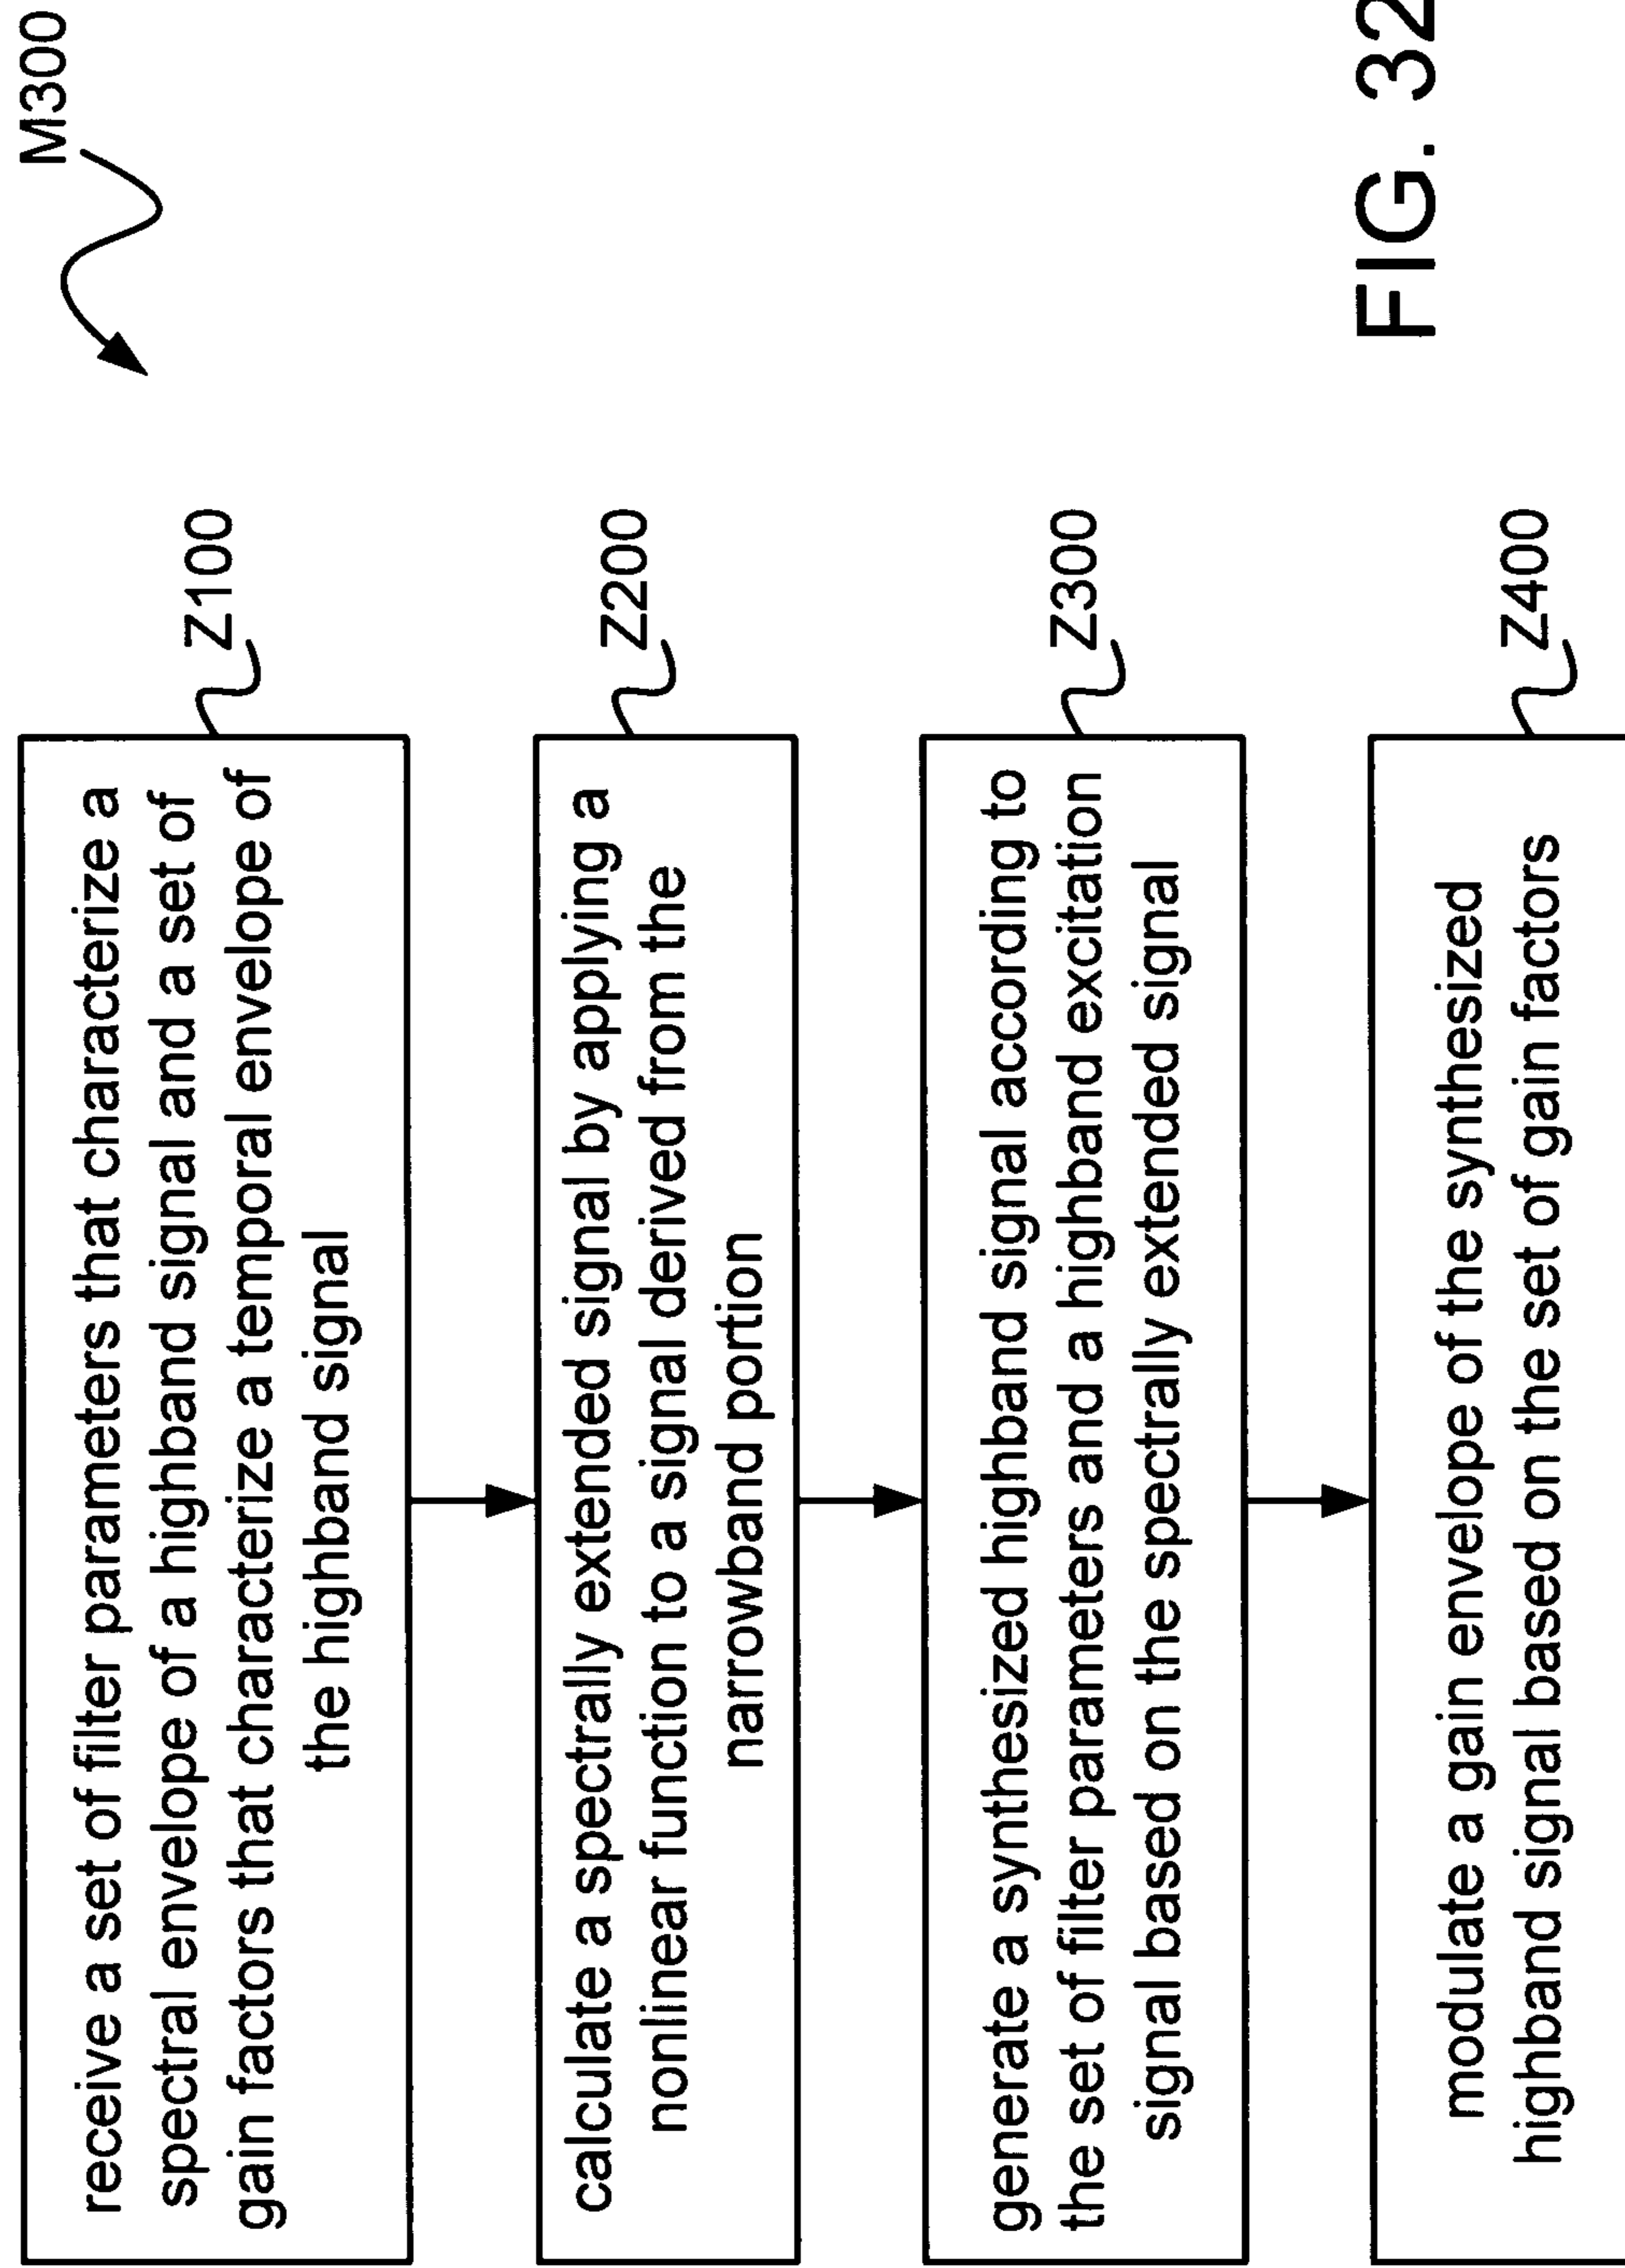 M300
receive a set of filter parameters that characterize a
spectral envelope of a highband signal and a set of
gain factors that characterize a temporal envelope of
the highband signal
Z100
calculate a spectrally extended signal by applying a
nonlinear function to a signal derived from the
narrowband portion
Z200
generate a synthesized highband signal according to
the set of filter parameters and a highband excitation
signal based on the spectrally extended signal
Z300
modulate a gain envelope of the synthesized
highband signal based on the set of gain factors
Z400
FIG. 32